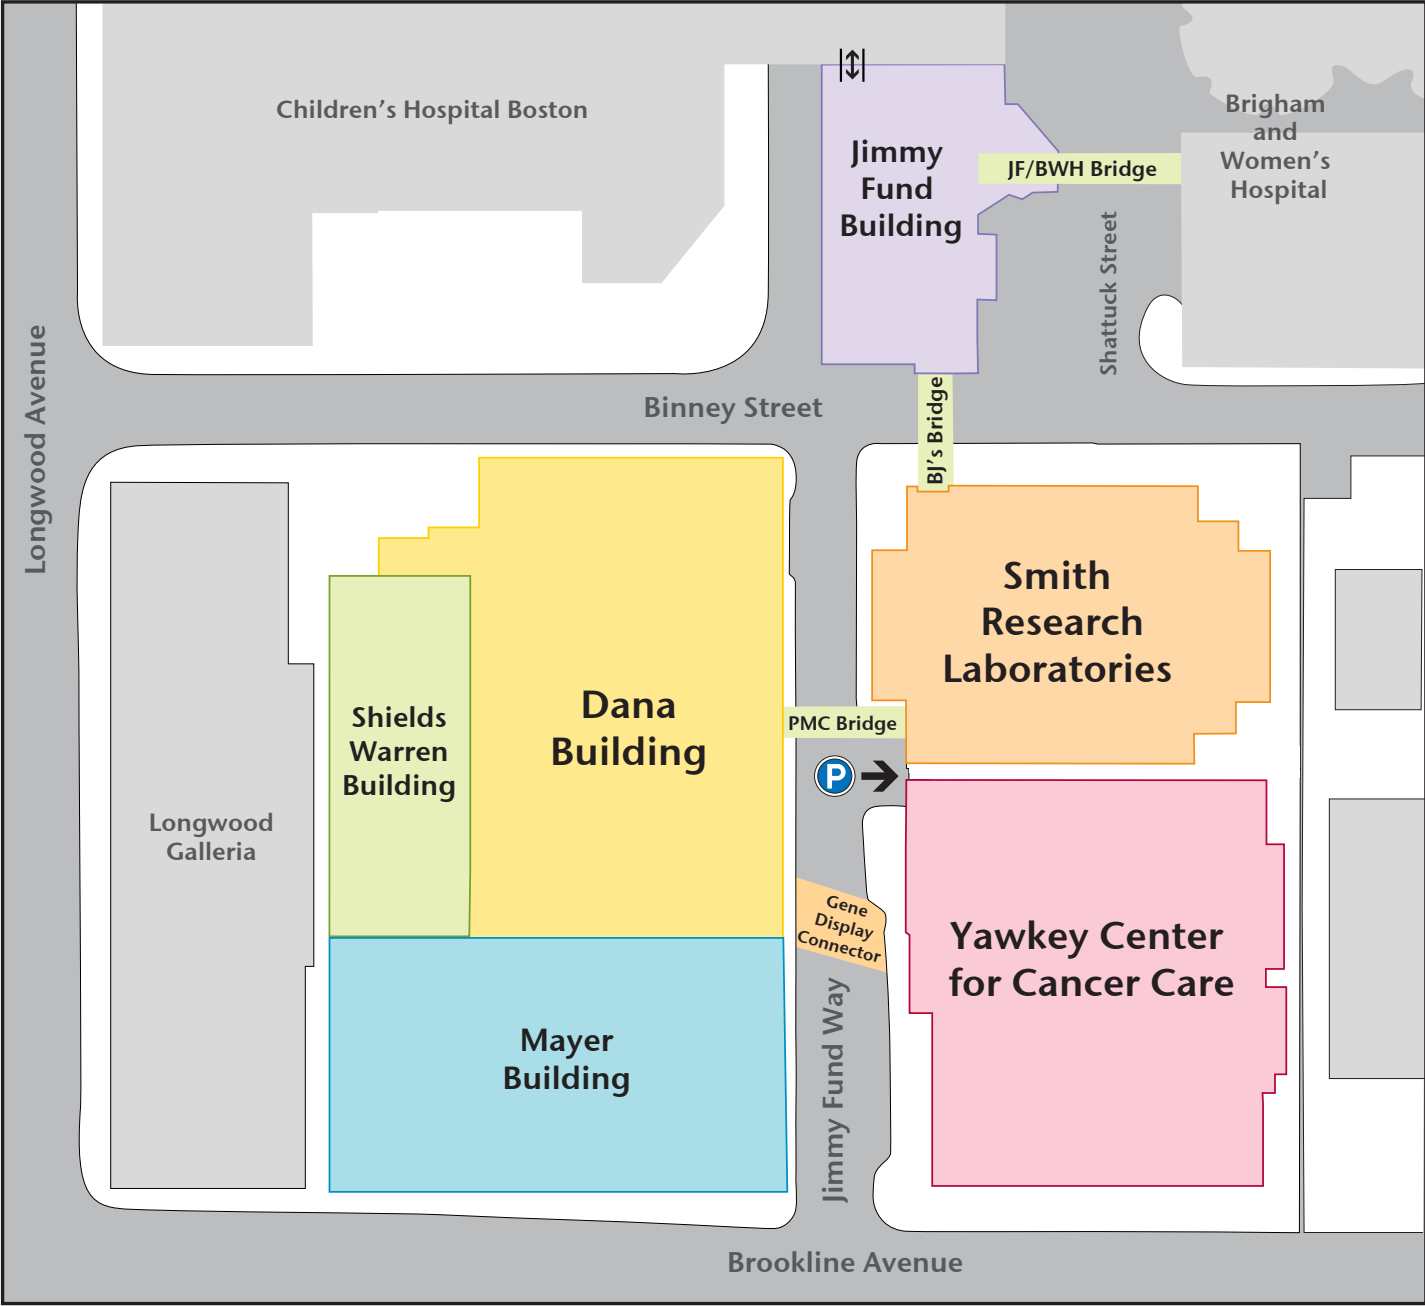 Children's Hospital Boston
Brigham
and
Women's
Hospital
Jimmy
Fund
Building
JF/BWH Bridge
Shattuck Street
Longwood Avenue
Binney Street
BJ's Bridge
Smith
Research
Laboratories
Dana
Building
Shields
Warren
Building
PMC Bridge
P
Longwood
Galleria
Gene
Display
Connector
Yawkey Center
for Cancer Care
Mayer
Building
Jimmy Fund Way
Brookline Avenue